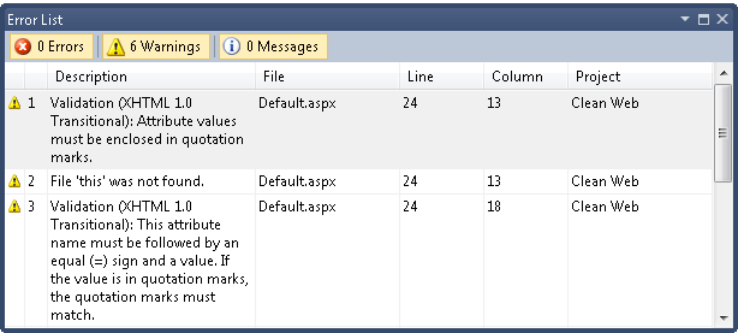 Error List
0 Errors 6 Warnings 0 Messages
Description File Line Column Project
1 Validation (XHTML 1.0 Default.aspx 24 13 Clean Web
Transitional): Attribute values
must be enclosed in quotation
marks.
2 File 'this' was not found. Default.aspx 24 13 Clean Web
3 Validation (XHTML 1.0 Default.aspx 24 18 Clean Web
Transitional): This attribute
name must be followed by an
equal (=) sign and a value. If
the value is in quotation marks,
the quotation marks must
match.